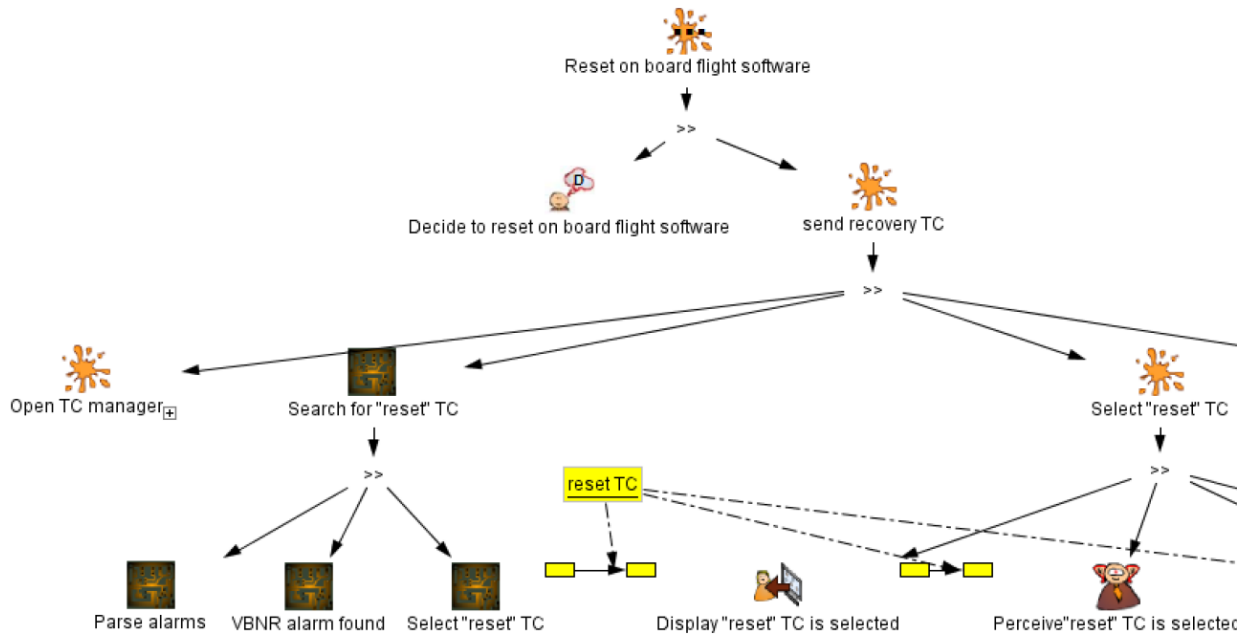 Reset on board flight software
>>
D
Decide to reset on board flight software
send recovery TC
>>
Open TC manager
Search for "reset" TC
Select "reset" TC
>>
reset TC
>>
Parse alarms
VBNR alarm found
Select "reset" TC
Display "reset" TC is selected
Perceive"reset" TC is selected